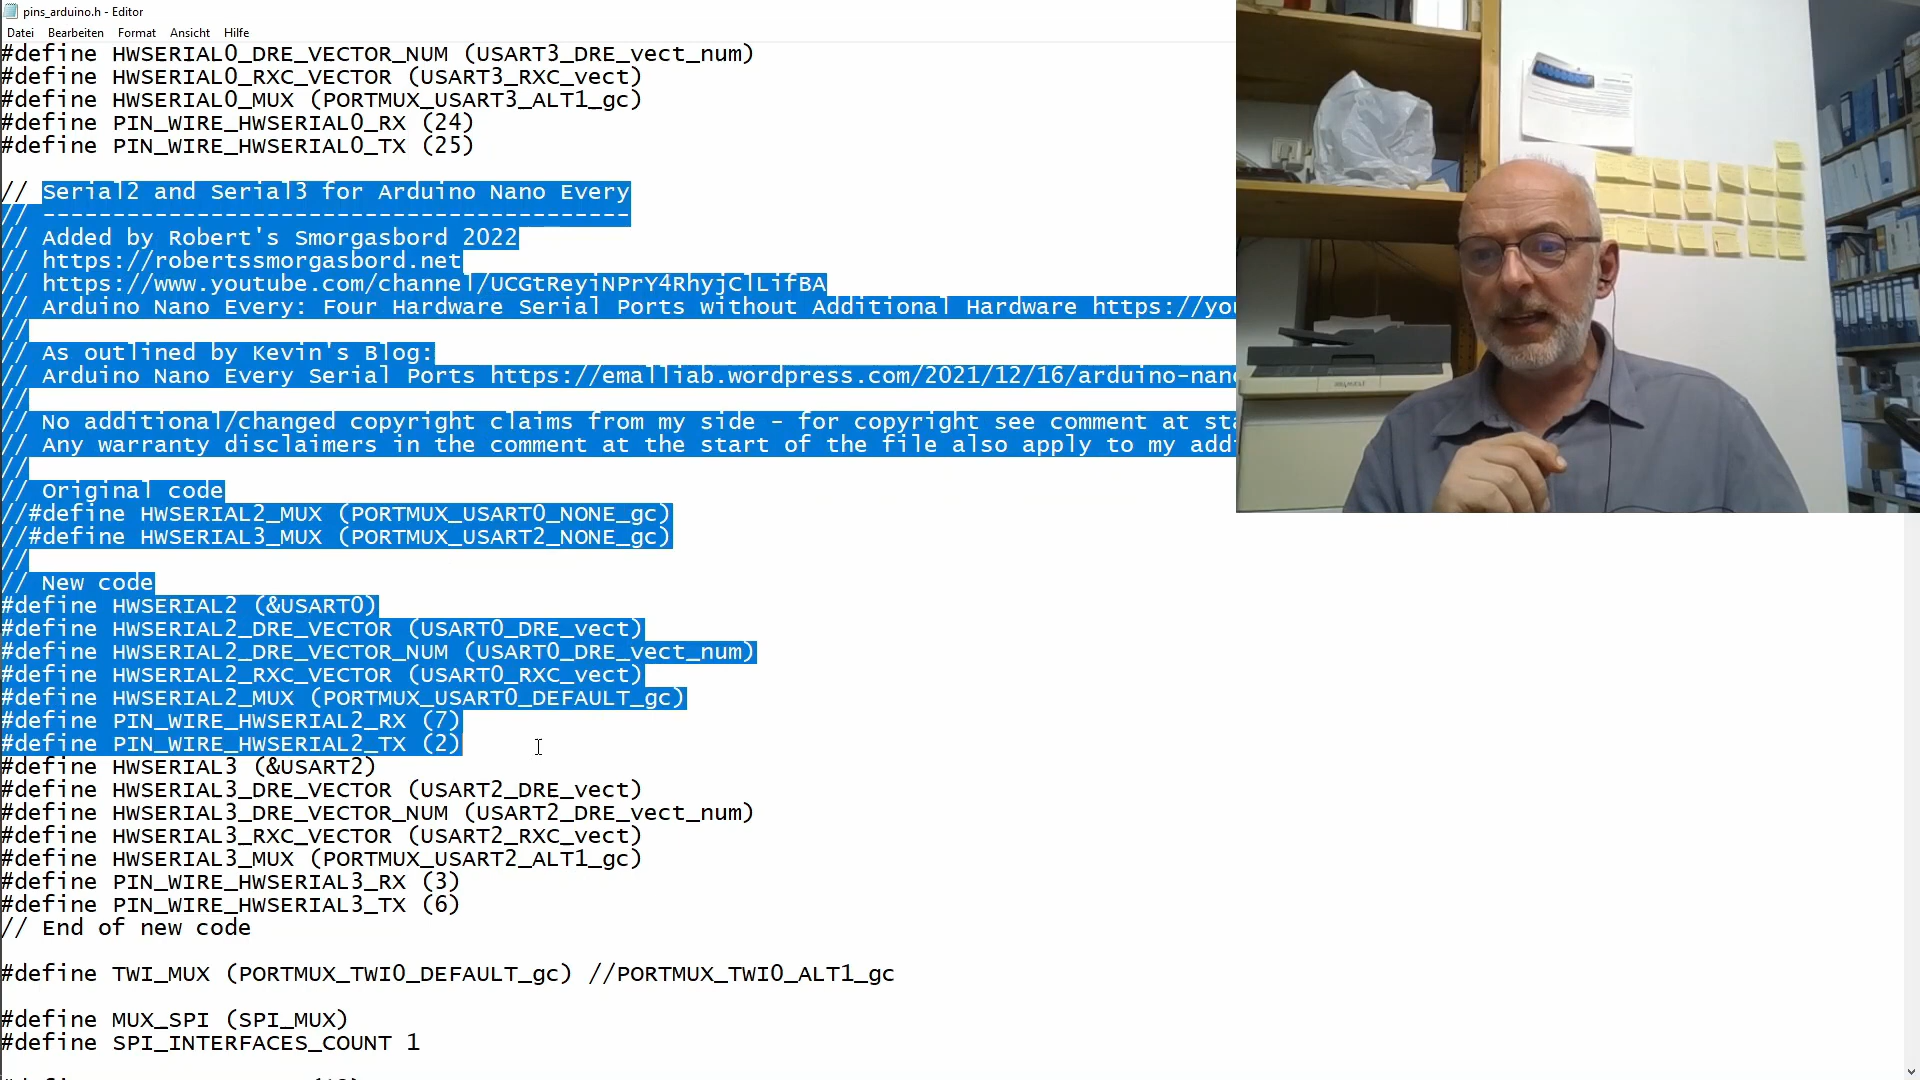 pins_arduino.h - Editor
Datei Bearbeiten Format Ansicht Hilfe
#define HWSERIAL0_DRE_VECTOR_NUM (USART3_DRE_vect_num)
#define HWSERIAL0_RXC_VECTOR (USART3_RXC_vect)
#define HWSERIAL0_MUX (PORTMUX_USART3_ALT1_gc)
#define PIN_WIRE_HWSERIAL0_RX (24)
#define PIN_WIRE_HWSERIAL0_TX (25)
// Serial2 and Serial3 for Arduino Nano Every
// ------------------------------------------
// Added by Robert's Smorgasbord 2022
// https://robertssmorgasbord.net
// https://www.youtube.com/channel/UCGtReyiNPrY4RhyjClLifBA
// Arduino Nano Every: Four Hardware Serial Ports without Additional Hardware https://you
//
// As outlined by Kevin's Blog:
// Arduino Nano Every Serial Ports https://emalliab.wordpress.com/2021/12/16/arduino-nano
//
// No additional/changed copyright claims from my side - for copyright see comment at sta
// Any warranty disclaimers in the comment at the start of the file also apply to my add
//
// Original code
//#define HWSERIAL2_MUX (PORTMUX_USART0_NONE_gc)
//#define HWSERIAL3_MUX (PORTMUX_USART2_NONE_gc)
//
// New code
#define HWSERIAL2 (&USART0)
#define HWSERIAL2_DRE_VECTOR (USART0_DRE_vect)
#define HWSERIAL2_DRE_VECTOR_NUM (USART0_DRE_vect_num)
#define HWSERIAL2_RXC_VECTOR (USART0_RXC_vect)
#define HWSERIAL2_MUX (PORTMUX_USART0_DEFAULT_gc)
#define PIN_WIRE_HWSERIAL2_RX (7)
#define PIN_WIRE_HWSERIAL2_TX (2)
#define HWSERIAL3 (&USART2)
#define HWSERIAL3_DRE_VECTOR (USART2_DRE_vect)
#define HWSERIAL3_DRE_VECTOR_NUM (USART2_DRE_vect_num)
#define HWSERIAL3_RXC_VECTOR (USART2_RXC_vect)
#define HWSERIAL3_MUX (PORTMUX_USART2_ALT1_gc)
#define PIN_WIRE_HWSERIAL3_RX (3)
#define PIN_WIRE_HWSERIAL3_TX (6)
// End of new code
#define TWI_MUX (PORTMUX_TWI0_DEFAULT_gc) //PORTMUX_TWI0_ALT1_gc
#define MUX_SPI (SPI_MUX)
#define SPI_INTERFACES_COUNT 1